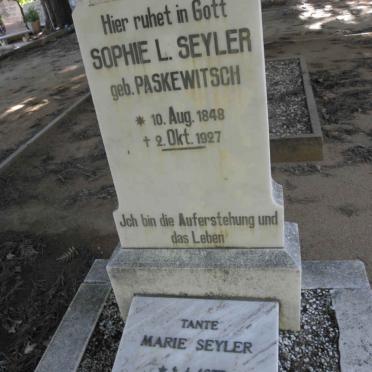 Hier ruhet in Gott
SOPHIE L. SEYLER
geb. PASKEWITSCH
* 10. Aug. 1848
† 2. Okt. 1927
Ich bin die Auferstehung und
das Leben
TANTE
MARIE SEYLER